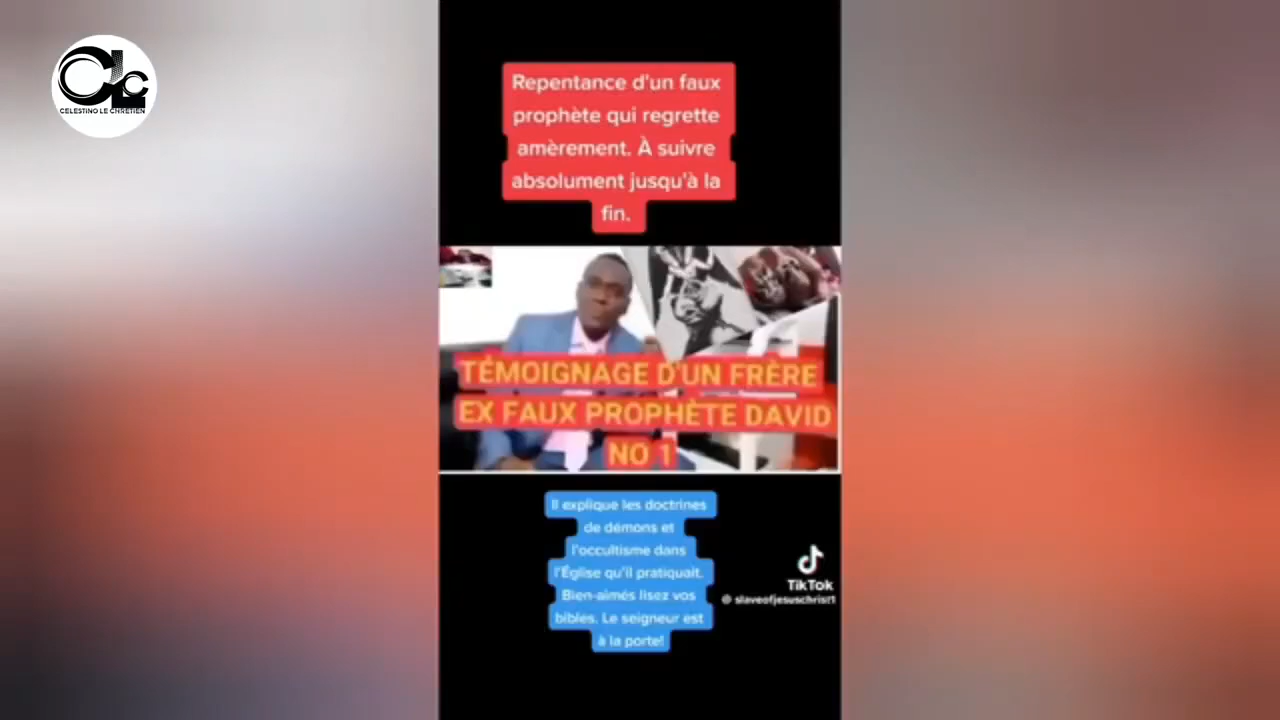 CLC
CELESTINO LE CHRETIEN
Repentance d'un faux
prophète qui regrette
amèrement. À suivre
absolument jusqu'à la
fin.
TÉMOIGNAGE D'UN FRÈRE
EX FAUX PROPHÈTE DAVID
NO 1
Il explique les doctrines
de démons et
l'occultisme dans
l'Église qu'il pratiquait.
Bien-aimés lisez vos
bibles. Le seigneur est
à la porte!
TikTok
@ slaveofjesuschrist1